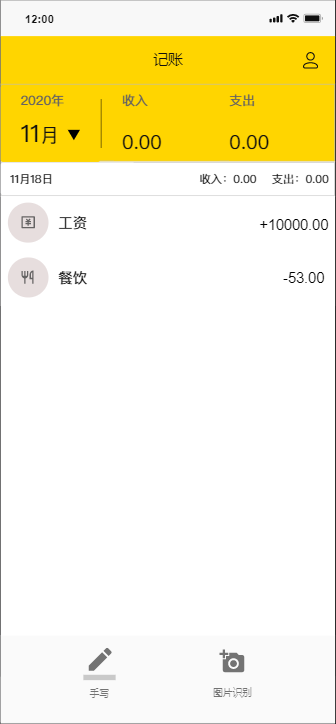 12:00
记账
2020年 收入 支出
11月 0.00 0.00
11月18日 收入：0.00 支出：0.00
工资 +10000.00
餐饮 -53.00
手写 图片识别